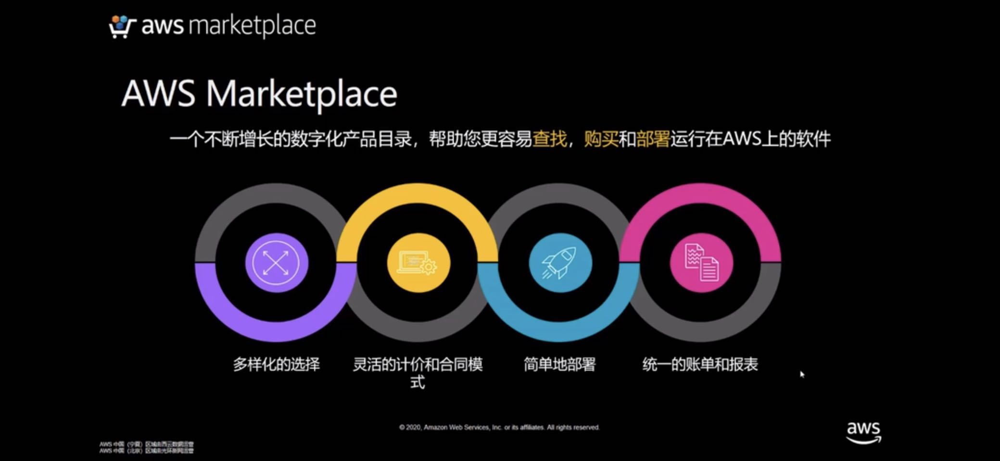 aws marketplace
AWS Marketplace
一个不断增长的数字化产品目录，帮助您更容易查找，购买和部署运行在AWS上的软件
多样化的选择
灵活的计价和合同模
式
简单地部署
统一的账单和报表
© 2020, Amazon Web Services, Inc. or its affiliates. All rights reserved.
aws
AWS 中国（宁夏）区域由西云数据运营
AWS 中国（北京）区域由光环新网运营